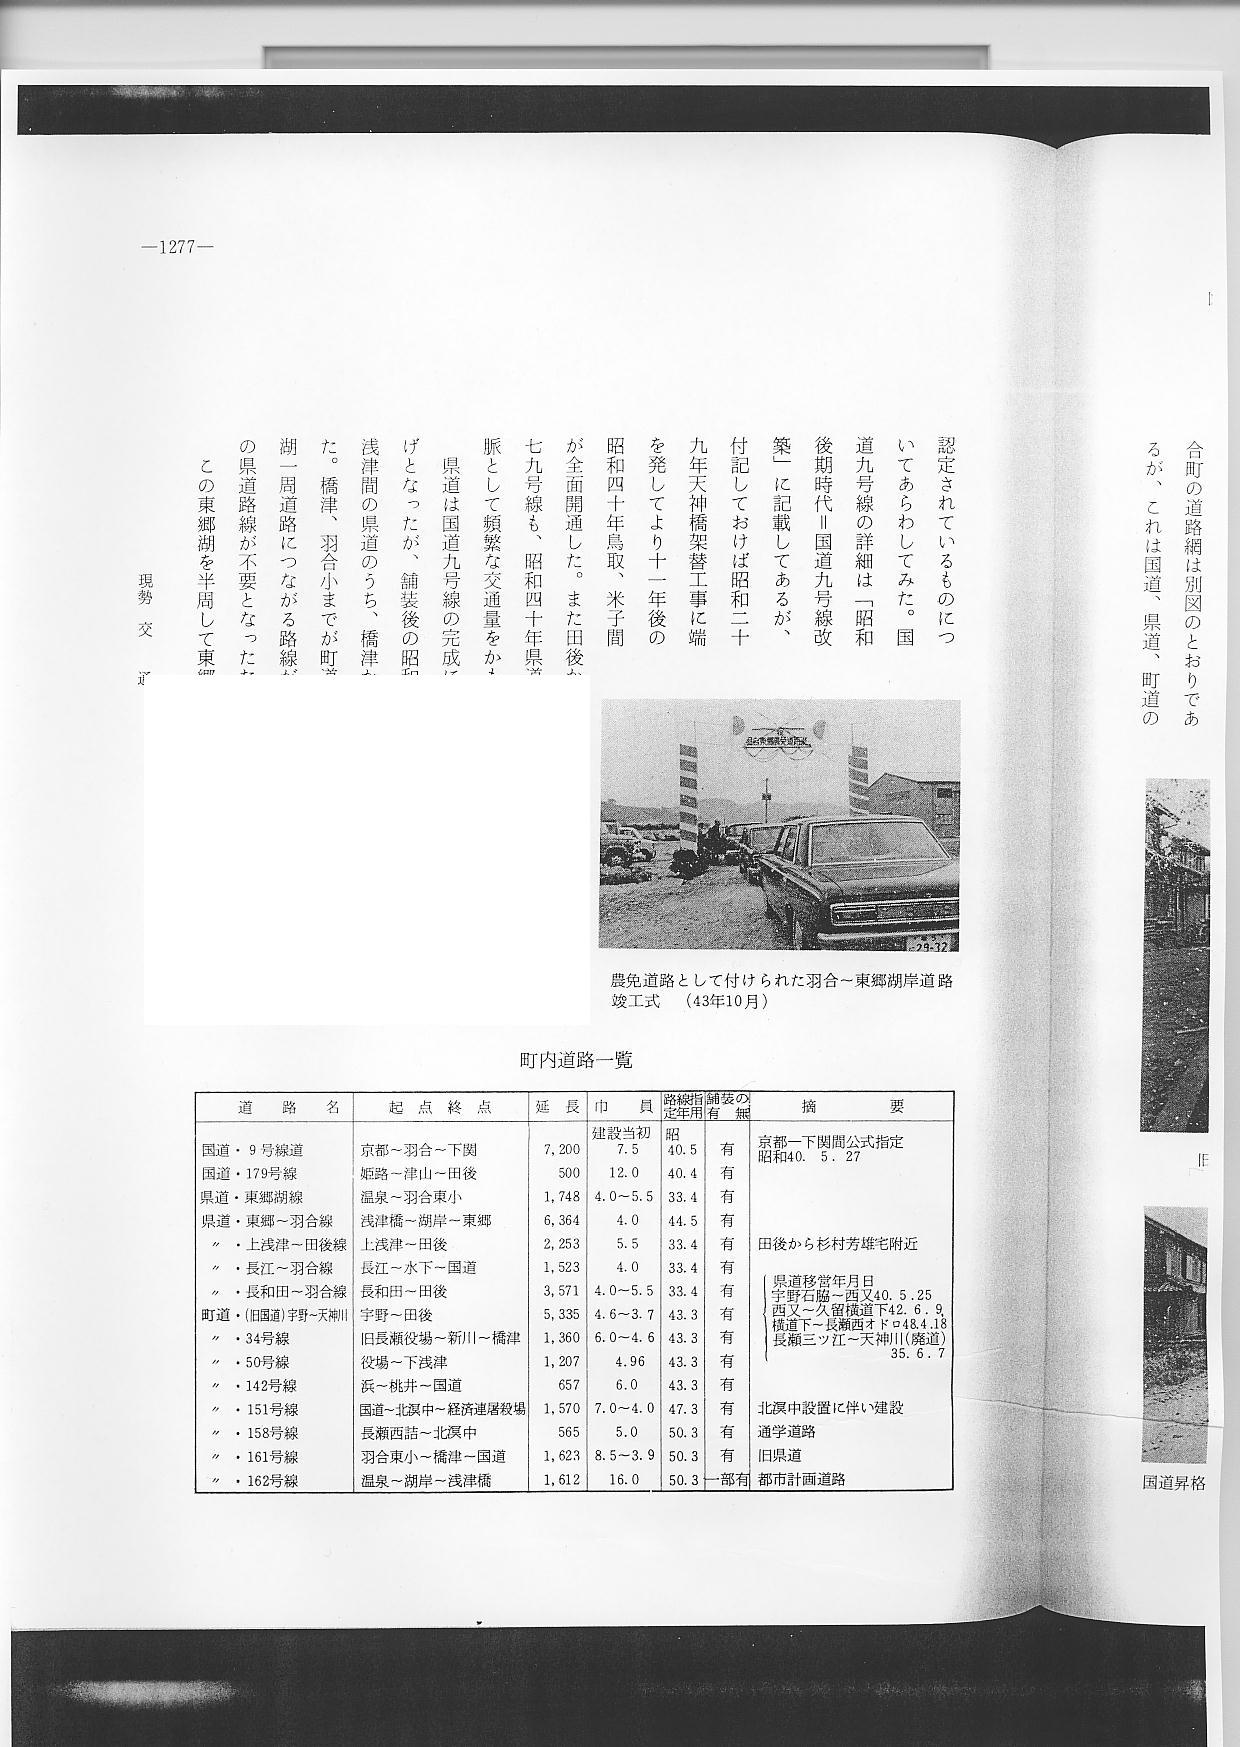 合町の道路網は別図のとおりであ
るが、これは国道、県道、町道の
旧
国道昇格
―1277―
認定されているものにつ
いてあらわしてみた。国
道九号線の詳細は「昭和
後期時代＝国道九号線改
築」に記載してあるが、
付記しておけば昭和二十
九年天神橋架替工事に端
を発してより十一年後の
昭和四十年鳥取、米子間
が全面開通した。また田後か
七九号線も、昭和四十年県道
脈として頻繁な交通量をかも
県道は国道九号線の完成に
げとなったが、舗装後の昭和
浅津間の県道のうち、橋津か
た。橋津、羽合小までが町道
湖一周道路につながる路線が
の県道路線が不要となったた
この東郷湖を半周して東郷
現勢 交 通
29-32
農免道路として付けられた羽合〜東郷湖岸道路
竣工式 （43年10月）
町内道路一覧
道路名 起点終点 延長 巾員 路線指定年用 舗装の有無 摘要
建設当初 昭
国道・9号線道 京都〜羽合〜下関 7,200 7.5 40.5 有 京都―下関間公式指定
昭和40. 5. 27
国道・179号線 姫路〜津山〜田後 500 12.0 40.4 有
県道・東郷湖線 温泉〜羽合東小 1,748 4.0〜5.5 33.4 有
県道・東郷〜羽合線 浅津橋〜湖岸〜東郷 6,364 4.0 44.5 有
〃・上浅津〜田後線 上浅津〜田後 2,253 5.5 33.4 有 田後から杉村芳雄宅附近
〃・長江〜羽合線 長江〜水下〜国道 1,523 4.0 33.4 有
〃・長和田〜羽合線 長和田〜田後 3,571 4.0〜5.5 33.4 有
町道・(旧国道)宇野〜天神川 宇野〜田後 5,335 4.6〜3.7 43.3 有
〃・34号線 旧長瀬役場〜新川〜橋津 1,360 6.0〜4.6 43.3 有
〃・50号線 役場〜下浅津 1,207 4.96 43.3 有
県道移営年月日
宇野石脇〜西又40.5.25
西又〜久留横道下42.6.9
横道下〜長瀬西オドロ48.4.18
長瀬三ツ江〜天神川(廃道)
35.6.7
〃・142号線 浜〜桃井〜国道 657 6.0 43.3 有
〃・151号線 国道〜北溟中〜経済連屠殺場 1,570 7.0〜4.0 47.3 有 北溟中設置に伴い建設
〃・158号線 長瀬西詰〜北溟中 565 5.0 50.3 有 通学道路
〃・161号線 羽合東小〜橋津〜国道 1,623 8.5〜3.9 50.3 有 旧県道
〃・162号線 温泉〜湖岸〜浅津橋 1,612 16.0 50.3 一部有 都市計画道路